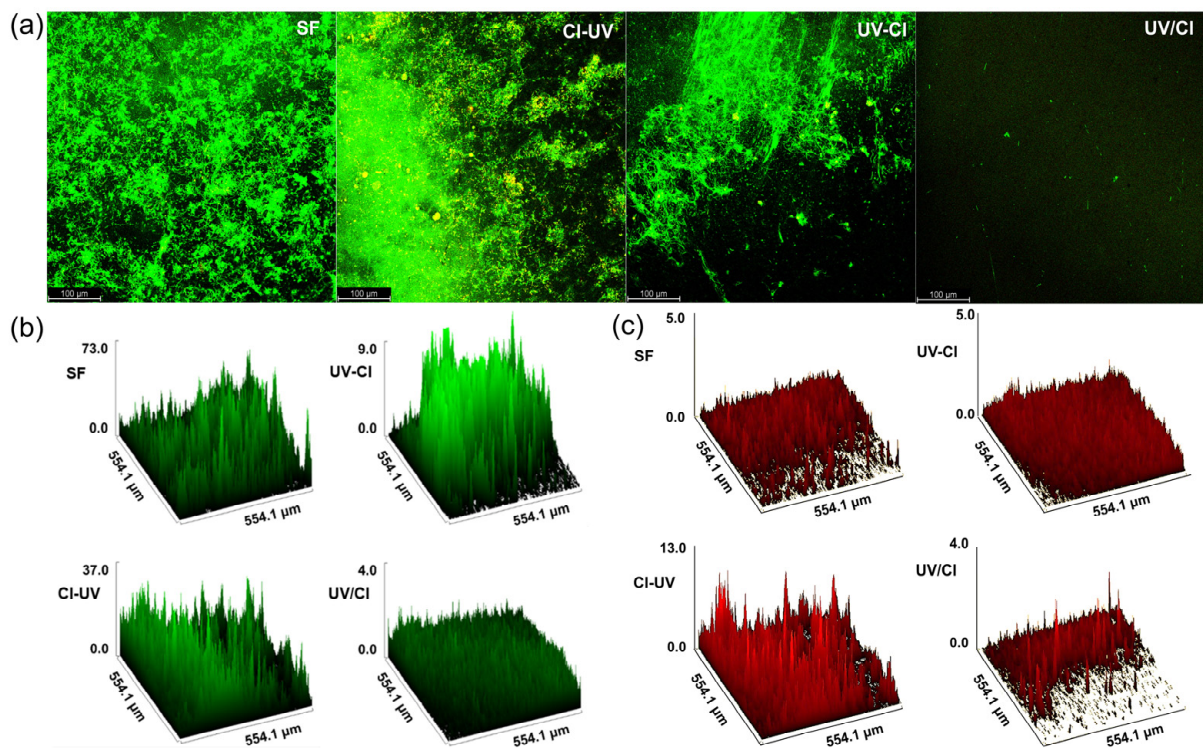 (a)
SF
Cl-UV
UV-Cl
UV/Cl
100 µm
100 µm
100 µm
100 µm
(b)
73.0
SF
0.0
554.1 µm
554.1 µm
9.0
UV-Cl
0.0
554.1 µm
554.1 µm
37.0
Cl-UV
0.0
554.1 µm
554.1 µm
4.0
UV/Cl
0.0
554.1 µm
554.1 µm
(c)
5.0
SF
0.0
554.1 µm
554.1 µm
5.0
UV-Cl
0.0
554.1 µm
554.1 µm
13.0
Cl-UV
0.0
554.1 µm
554.1 µm
4.0
UV/Cl
0.0
554.1 µm
554.1 µm